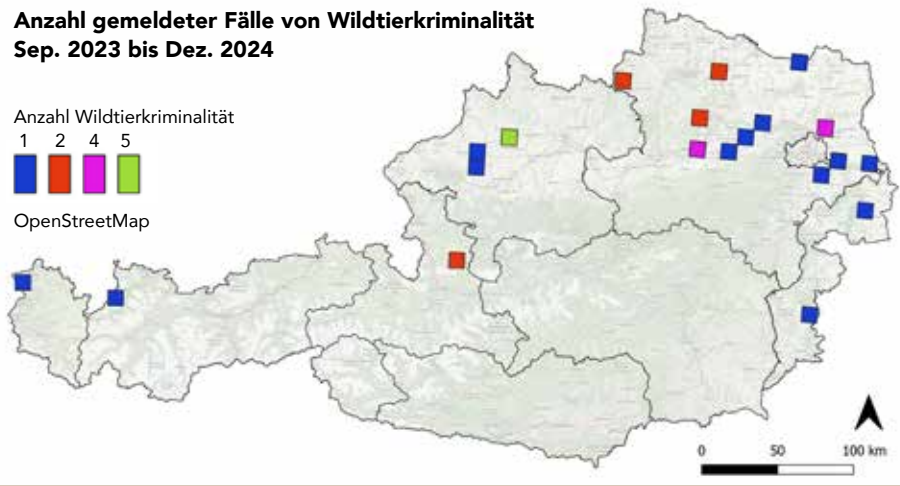 Anzahl gemeldeter Fälle von Wildtierkriminalität
Sep. 2023 bis Dez. 2024
Anzahl Wildtierkriminalität
1 2 4 5
OpenStreetMap
0 50 100 km